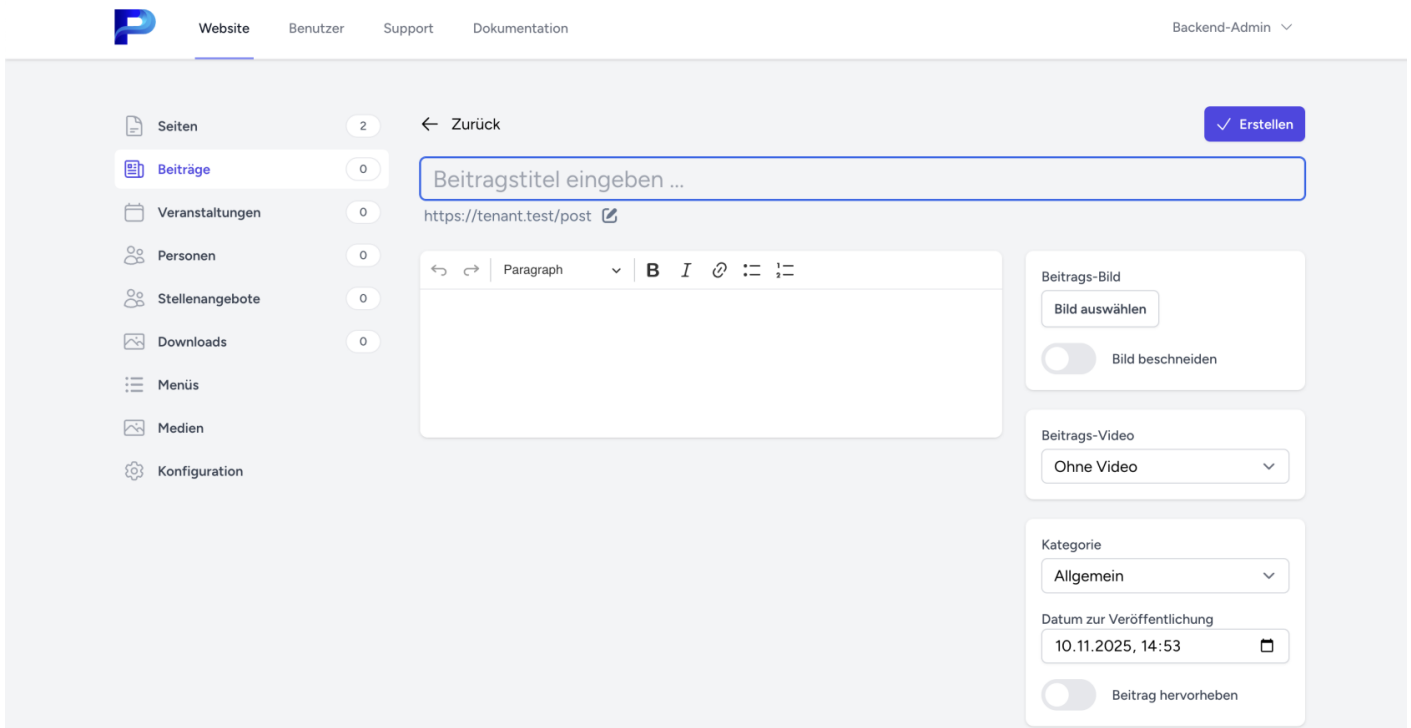 Website Benutzer Support Dokumentation Backend-Admin
Seiten 2
Beiträge 0
Veranstaltungen 0
Personen 0
Stellenangebote 0
Downloads 0
Menüs
Medien
Konfiguration
← Zurück
Erstellen
Beitragstitel eingeben ...
https://tenant.test/post
Paragraph B I
Beitrags-Bild
Bild auswählen
Bild beschneiden
Beitrags-Video
Ohne Video
Kategorie
Allgemein
Datum zur Veröffentlichung
10.11.2025, 14:53
Beitrag hervorheben